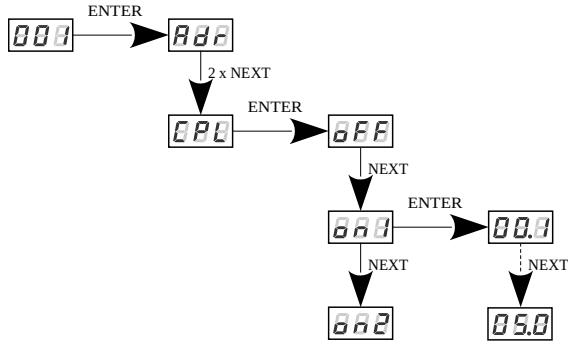 ENTER
001
Adr
2 x NEXT
ENTER
CPL
oFF
NEXT
ENTER
on1
00.1
NEXT
NEXT
on2
05.0